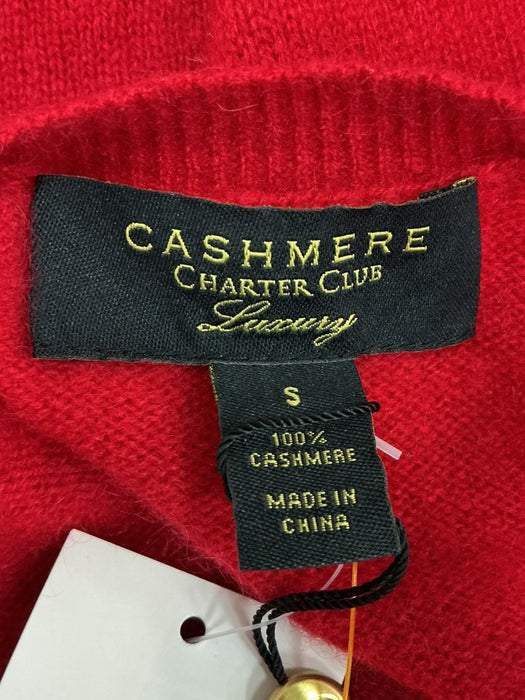 CASHMERE
CHARTER CLUB
Luxury
S
100%
CASHMERE
MADE IN
CHINA